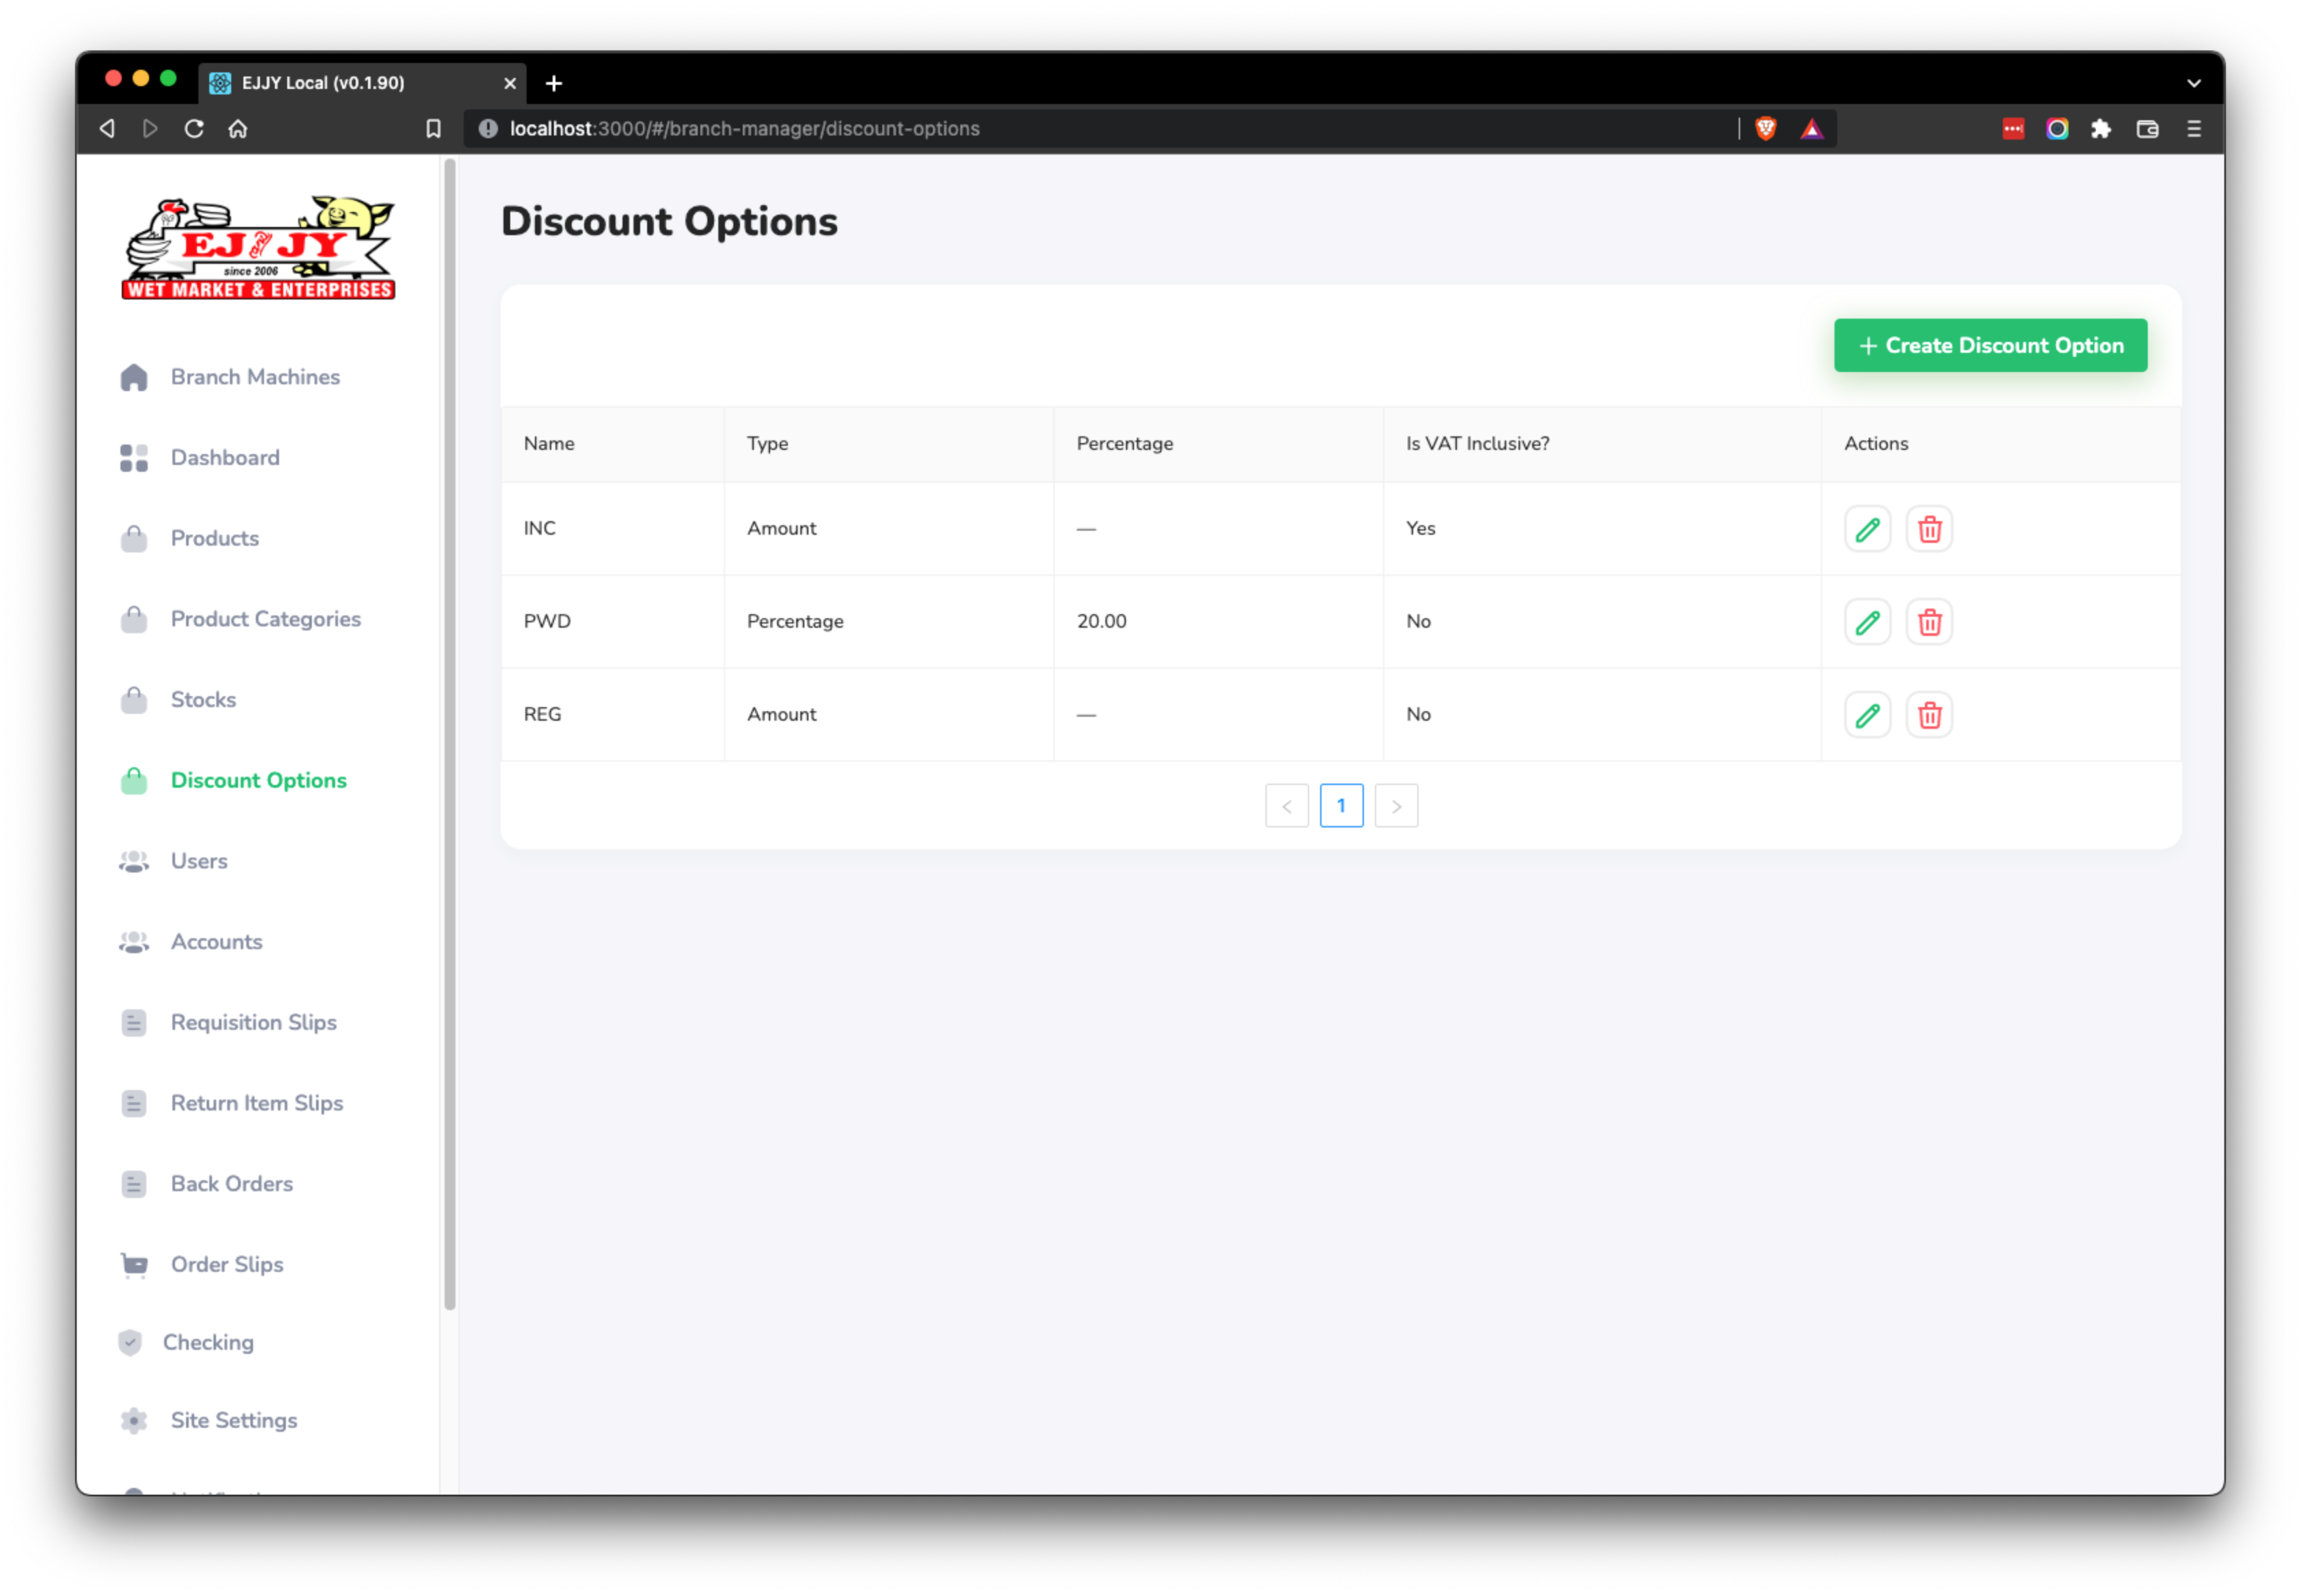 EJJY Local (v0.1.90)
localhost:3000/#/branch-manager/discount-options
EJ and JY
since 2006
WET MARKET & ENTERPRISES
Branch Machines
Dashboard
Products
Product Categories
Stocks
Discount Options
Users
Accounts
Requisition Slips
Return Item Slips
Back Orders
Order Slips
Checking
Site Settings
Discount Options
+ Create Discount Option
Name Type Percentage Is VAT Inclusive? Actions
INC Amount — Yes
PWD Percentage 20.00 No
REG Amount — No
< 1 >